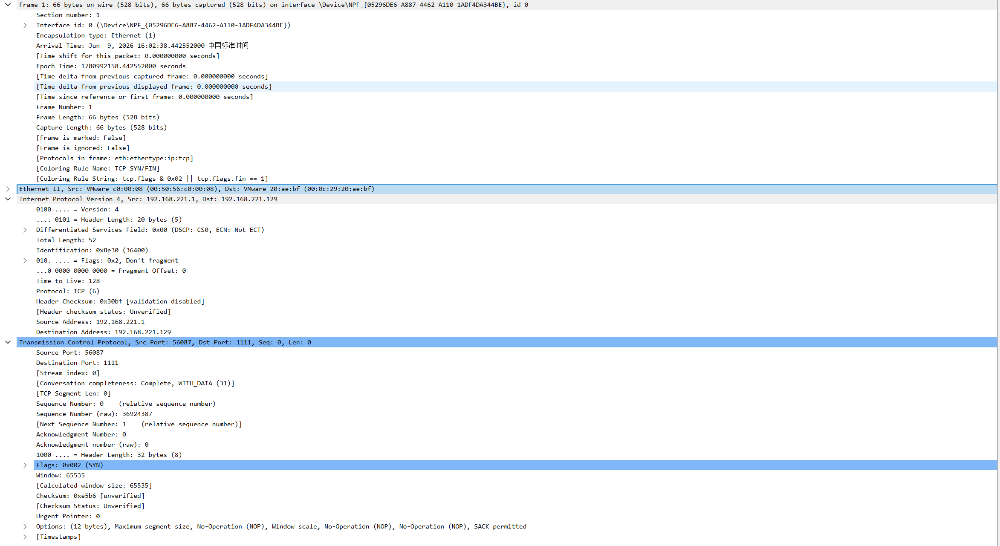 Frame 1: 66 bytes on wire (528 bits), 66 bytes captured (528 bits) on interface \Device\NPF_{05296DE6-A887-4462-A110-1ADF4DA344BE}, id 0
Section number: 1
Interface id: 0 (\Device\NPF_{05296DE6-A887-4462-A110-1ADF4DA344BE})
Encapsulation type: Ethernet (1)
Arrival Time: Jun  9, 2026 16:02:38.442552000 中国标准时间
[Time shift for this packet: 0.000000000 seconds]
Epoch Time: 1780992158.442552000 seconds
[Time delta from previous captured frame: 0.000000000 seconds]
[Time delta from previous displayed frame: 0.000000000 seconds]
[Time since reference or first frame: 0.000000000 seconds]
Frame Number: 1
Frame Length: 66 bytes (528 bits)
Capture Length: 66 bytes (528 bits)
[Frame is marked: False]
[Frame is ignored: False]
[Protocols in frame: eth:ethertype:ip:tcp]
[Coloring Rule Name: TCP SYN/FIN]
[Coloring Rule String: tcp.flags & 0x02 || tcp.flags.fin == 1]
Ethernet II, Src: VMware_c0:00:08 (00:50:56:c0:00:08), Dst: VMware_20:ae:bf (00:0c:29:20:ae:bf)
Internet Protocol Version 4, Src: 192.168.221.1, Dst: 192.168.221.129
0100 .... = Version: 4
.... 0101 = Header Length: 20 bytes (5)
Differentiated Services Field: 0x00 (DSCP: CS0, ECN: Not-ECT)
Total Length: 52
Identification: 0x8e30 (36400)
010. .... = Flags: 0x2, Don't fragment
...0 0000 0000 0000 = Fragment Offset: 0
Time to Live: 128
Protocol: TCP (6)
Header Checksum: 0x30bf [validation disabled]
[Header checksum status: Unverified]
Source Address: 192.168.221.1
Destination Address: 192.168.221.129
Transmission Control Protocol, Src Port: 56087, Dst Port: 1111, Seq: 0, Len: 0
Source Port: 56087
Destination Port: 1111
[Stream index: 0]
[Conversation completeness: Complete, WITH_DATA (31)]
[TCP Segment Len: 0]
Sequence Number: 0    (relative sequence number)
Sequence Number (raw): 36924387
[Next Sequence Number: 1    (relative sequence number)]
Acknowledgment Number: 0
Acknowledgment number (raw): 0
1000 .... = Header Length: 32 bytes (8)
Flags: 0x002 (SYN)
Window: 65535
[Calculated window size: 65535]
Checksum: 0xe5b6 [unverified]
[Checksum Status: Unverified]
Urgent Pointer: 0
Options: (12 bytes), Maximum segment size, No-Operation (NOP), Window scale, No-Operation (NOP), No-Operation (NOP), SACK permitted
[Timestamps]